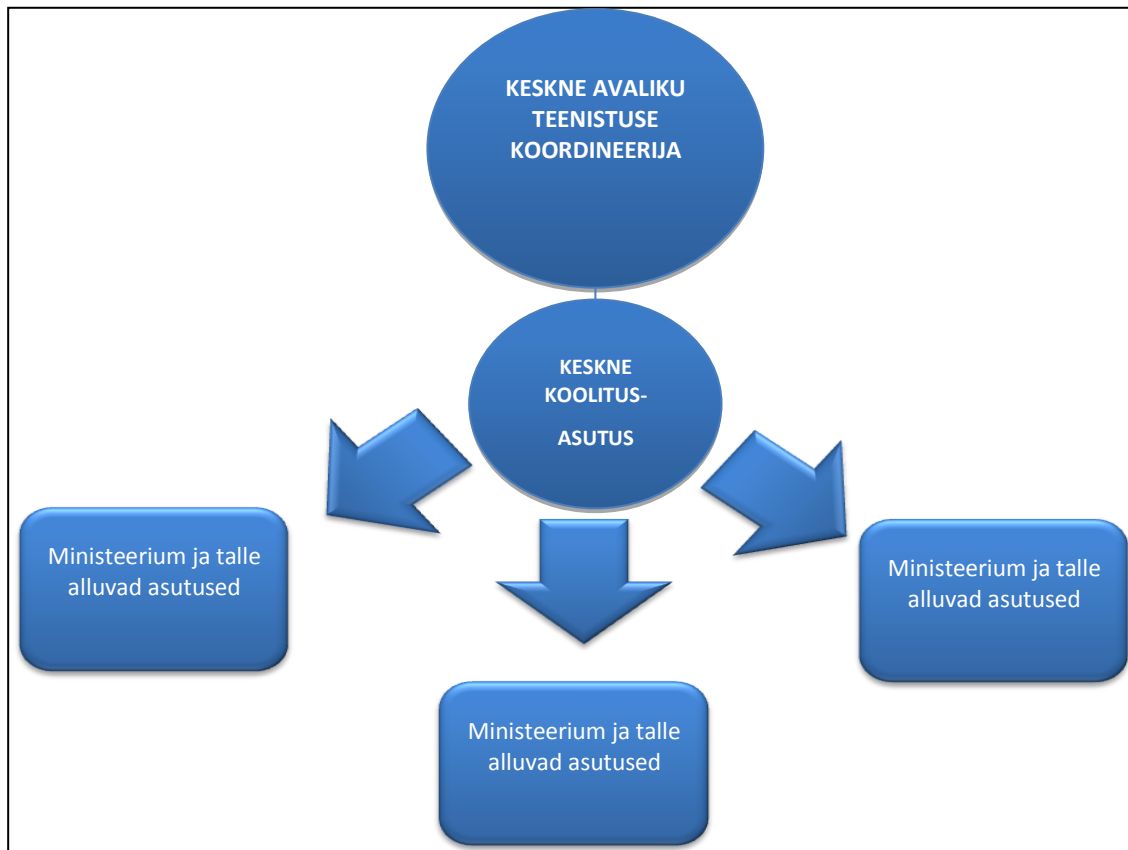 KESKNE AVALIKU
TEENISTUSE
KOORDINEERIJA
KESKNE
KOOLITUS-
ASUTUS
Ministeerium ja talle
alluvad asutused
Ministeerium ja talle
alluvad asutused
Ministeerium ja talle
alluvad asutused